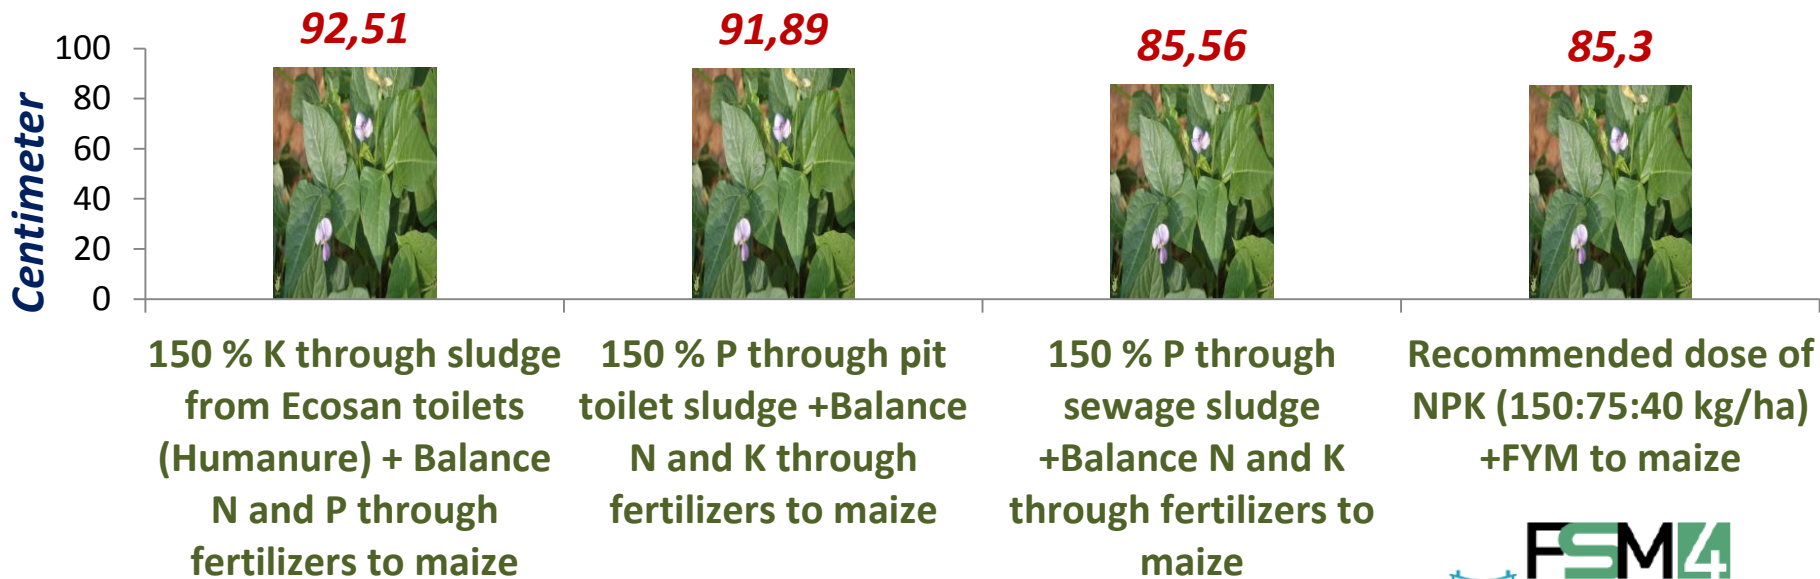 92,51
91,89
85,56
85,3
100
80
60
40
20
0
Centimeter
150 % K through sludge
from Ecosan toilets
(Humanure) + Balance
N and P through
fertilizers to maize
150 % P through pit
toilet sludge +Balance
N and K through
fertilizers to maize
150 % P through
sewage sludge
+Balance N and K
through fertilizers to
maize
Recommended dose of
NPK (150:75:40 kg/ha)
+FYM to maize
FSM4